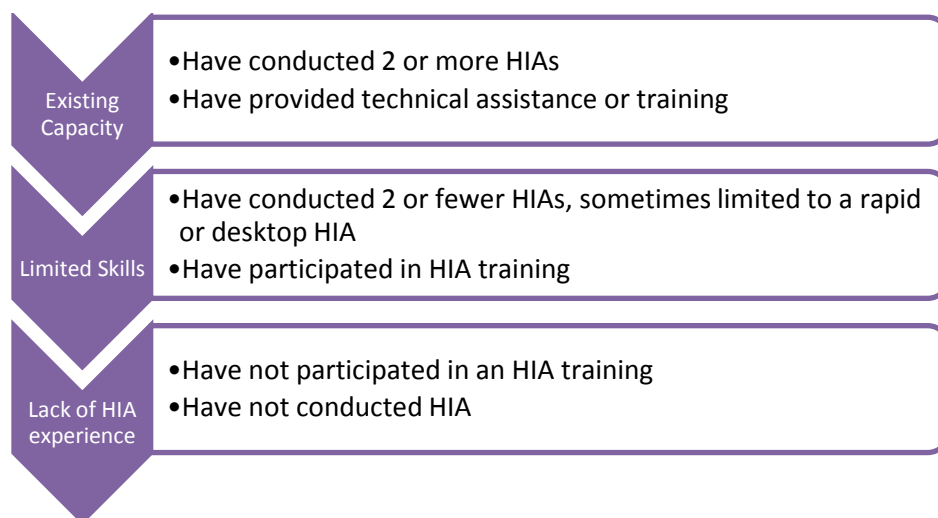 Existing
Capacity
•Have conducted 2 or more HIAs
•Have provided technical assistance or training
Limited Skills
•Have conducted 2 or fewer HIAs, sometimes limited to a rapid
or desktop HIA
•Have participated in HIA training
Lack of HIA
experience
•Have not participated in an HIA training
•Have not conducted HIA